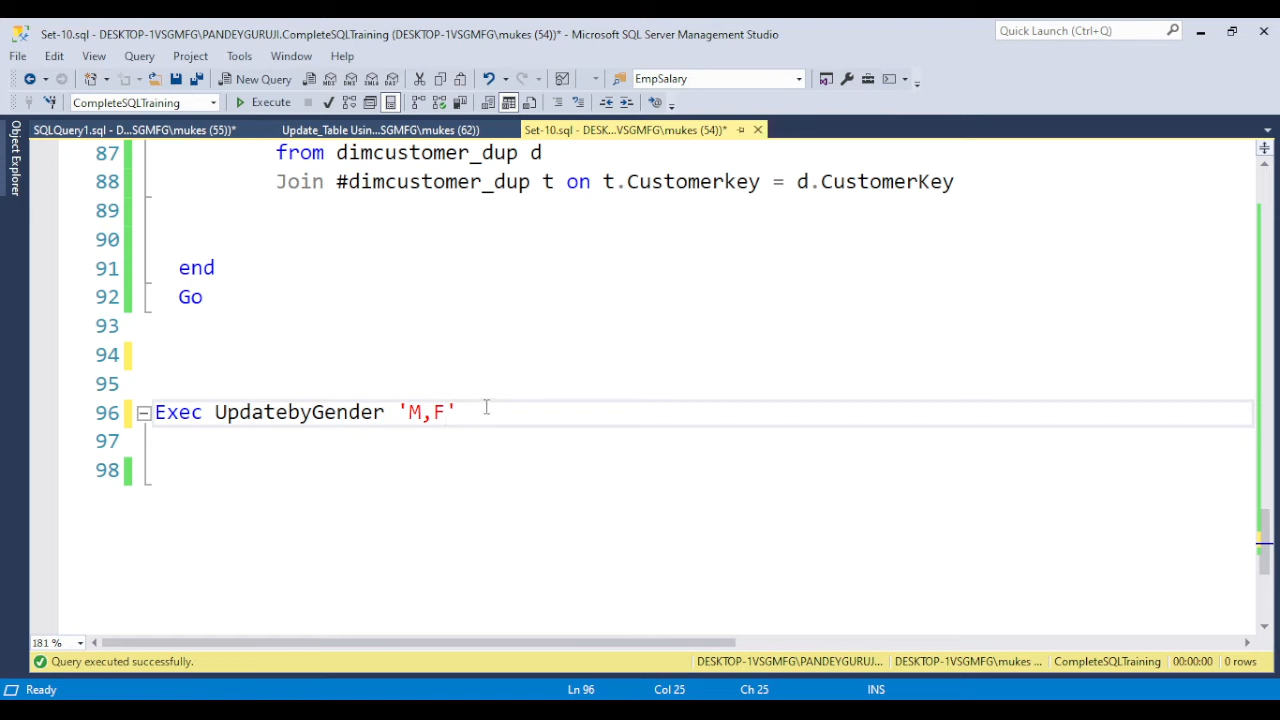 Set-10.sql - DESKTOP-1VSGMFG\PANDEYGURUJI.CompleteSQLTraining (DESKTOP-1VSGMFG\mukes (54))* - Microsoft SQL Server Management Studio
Quick Launch (Ctrl+Q)
File Edit View Query Project Tools Window Help
New Query
EmpSalary
CompleteSQLTraining
Execute
SQLQuery1.sql - D...SGMFG\mukes (55))*
Update_Table Usin...SGMFG\mukes (62))
Set-10.sql - DESK...VSGMFG\mukes (54))*
Object Explorer
87 from dimcustomer_dup d
88 Join #dimcustomer_dup t on t.Customerkey = d.CustomerKey
89
90
91 end
92 Go
93
94
95
96 Exec UpdatebyGender 'M,F'
97
98
181 %
Query executed successfully.
DESKTOP-1VSGMFG\PANDEYGURUJI... DESKTOP-1VSGMFG\mukes ... CompleteSQLTraining 00:00:00 0 rows
Ready Ln 96 Col 25 Ch 25 INS